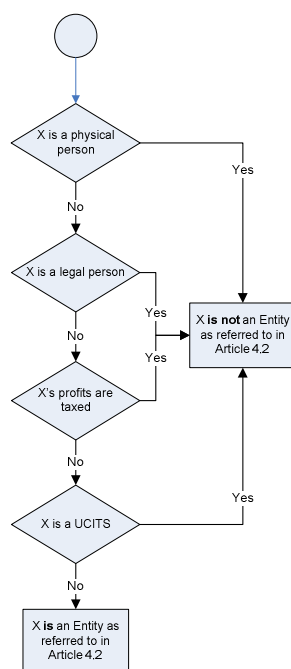 X is a physical
person
Yes
No
X is a legal person
Yes
X is not an Entity
as referred to in
Article 4.2
No
Yes
X's profits are
taxed
No
X is a UCITS
Yes
No
X is an Entity as
referred to in
Article 4.2